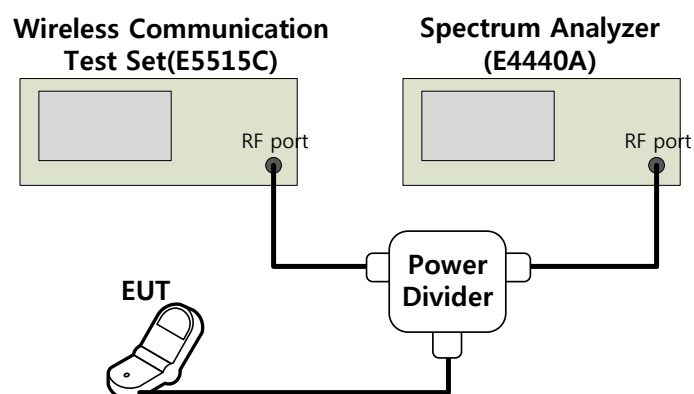 Wireless Communication
Test Set(E5515C)
Spectrum Analyzer
(E4440A)
RF port
RF port
Power
Divider
EUT